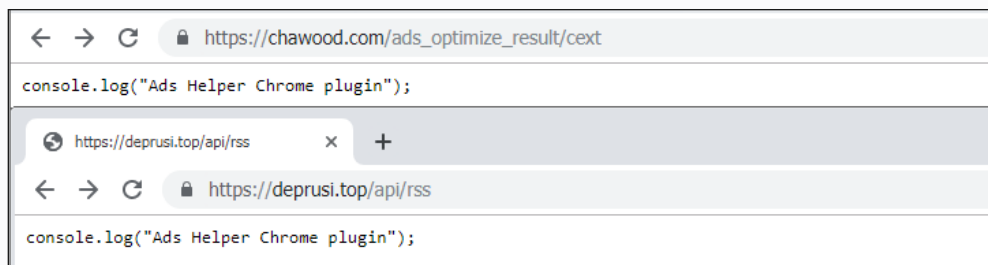 https://chawood.com/ads_optimize_result/cext
console.log("Ads Helper Chrome plugin");
https://deprusi.top/api/rss
https://deprusi.top/api/rss
console.log("Ads Helper Chrome plugin");